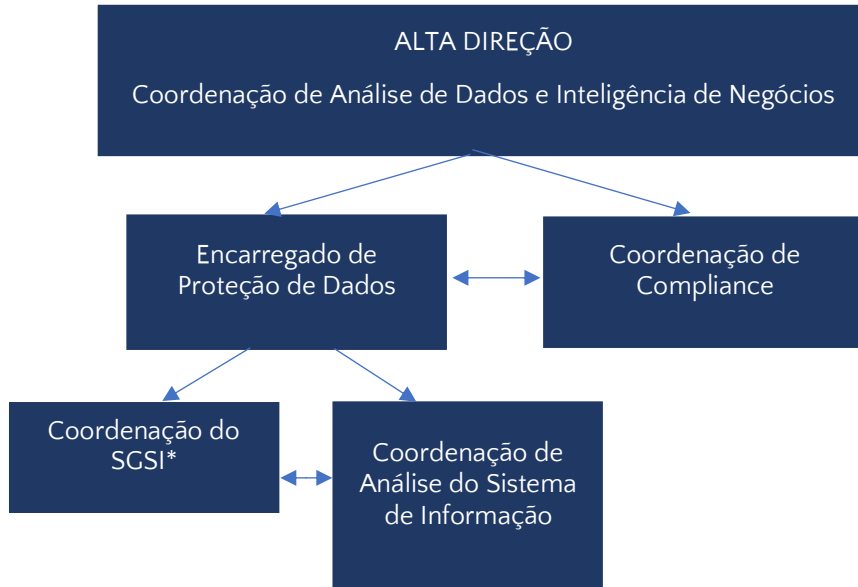 ALTA DIREÇÃO
Coordenação de Análise de Dados e Inteligência de Negócios
Encarregado de
Proteção de Dados
Coordenação de
Compliance
Coordenação do
SGSI*
Coordenação de
Análise do Sistema
de Informação